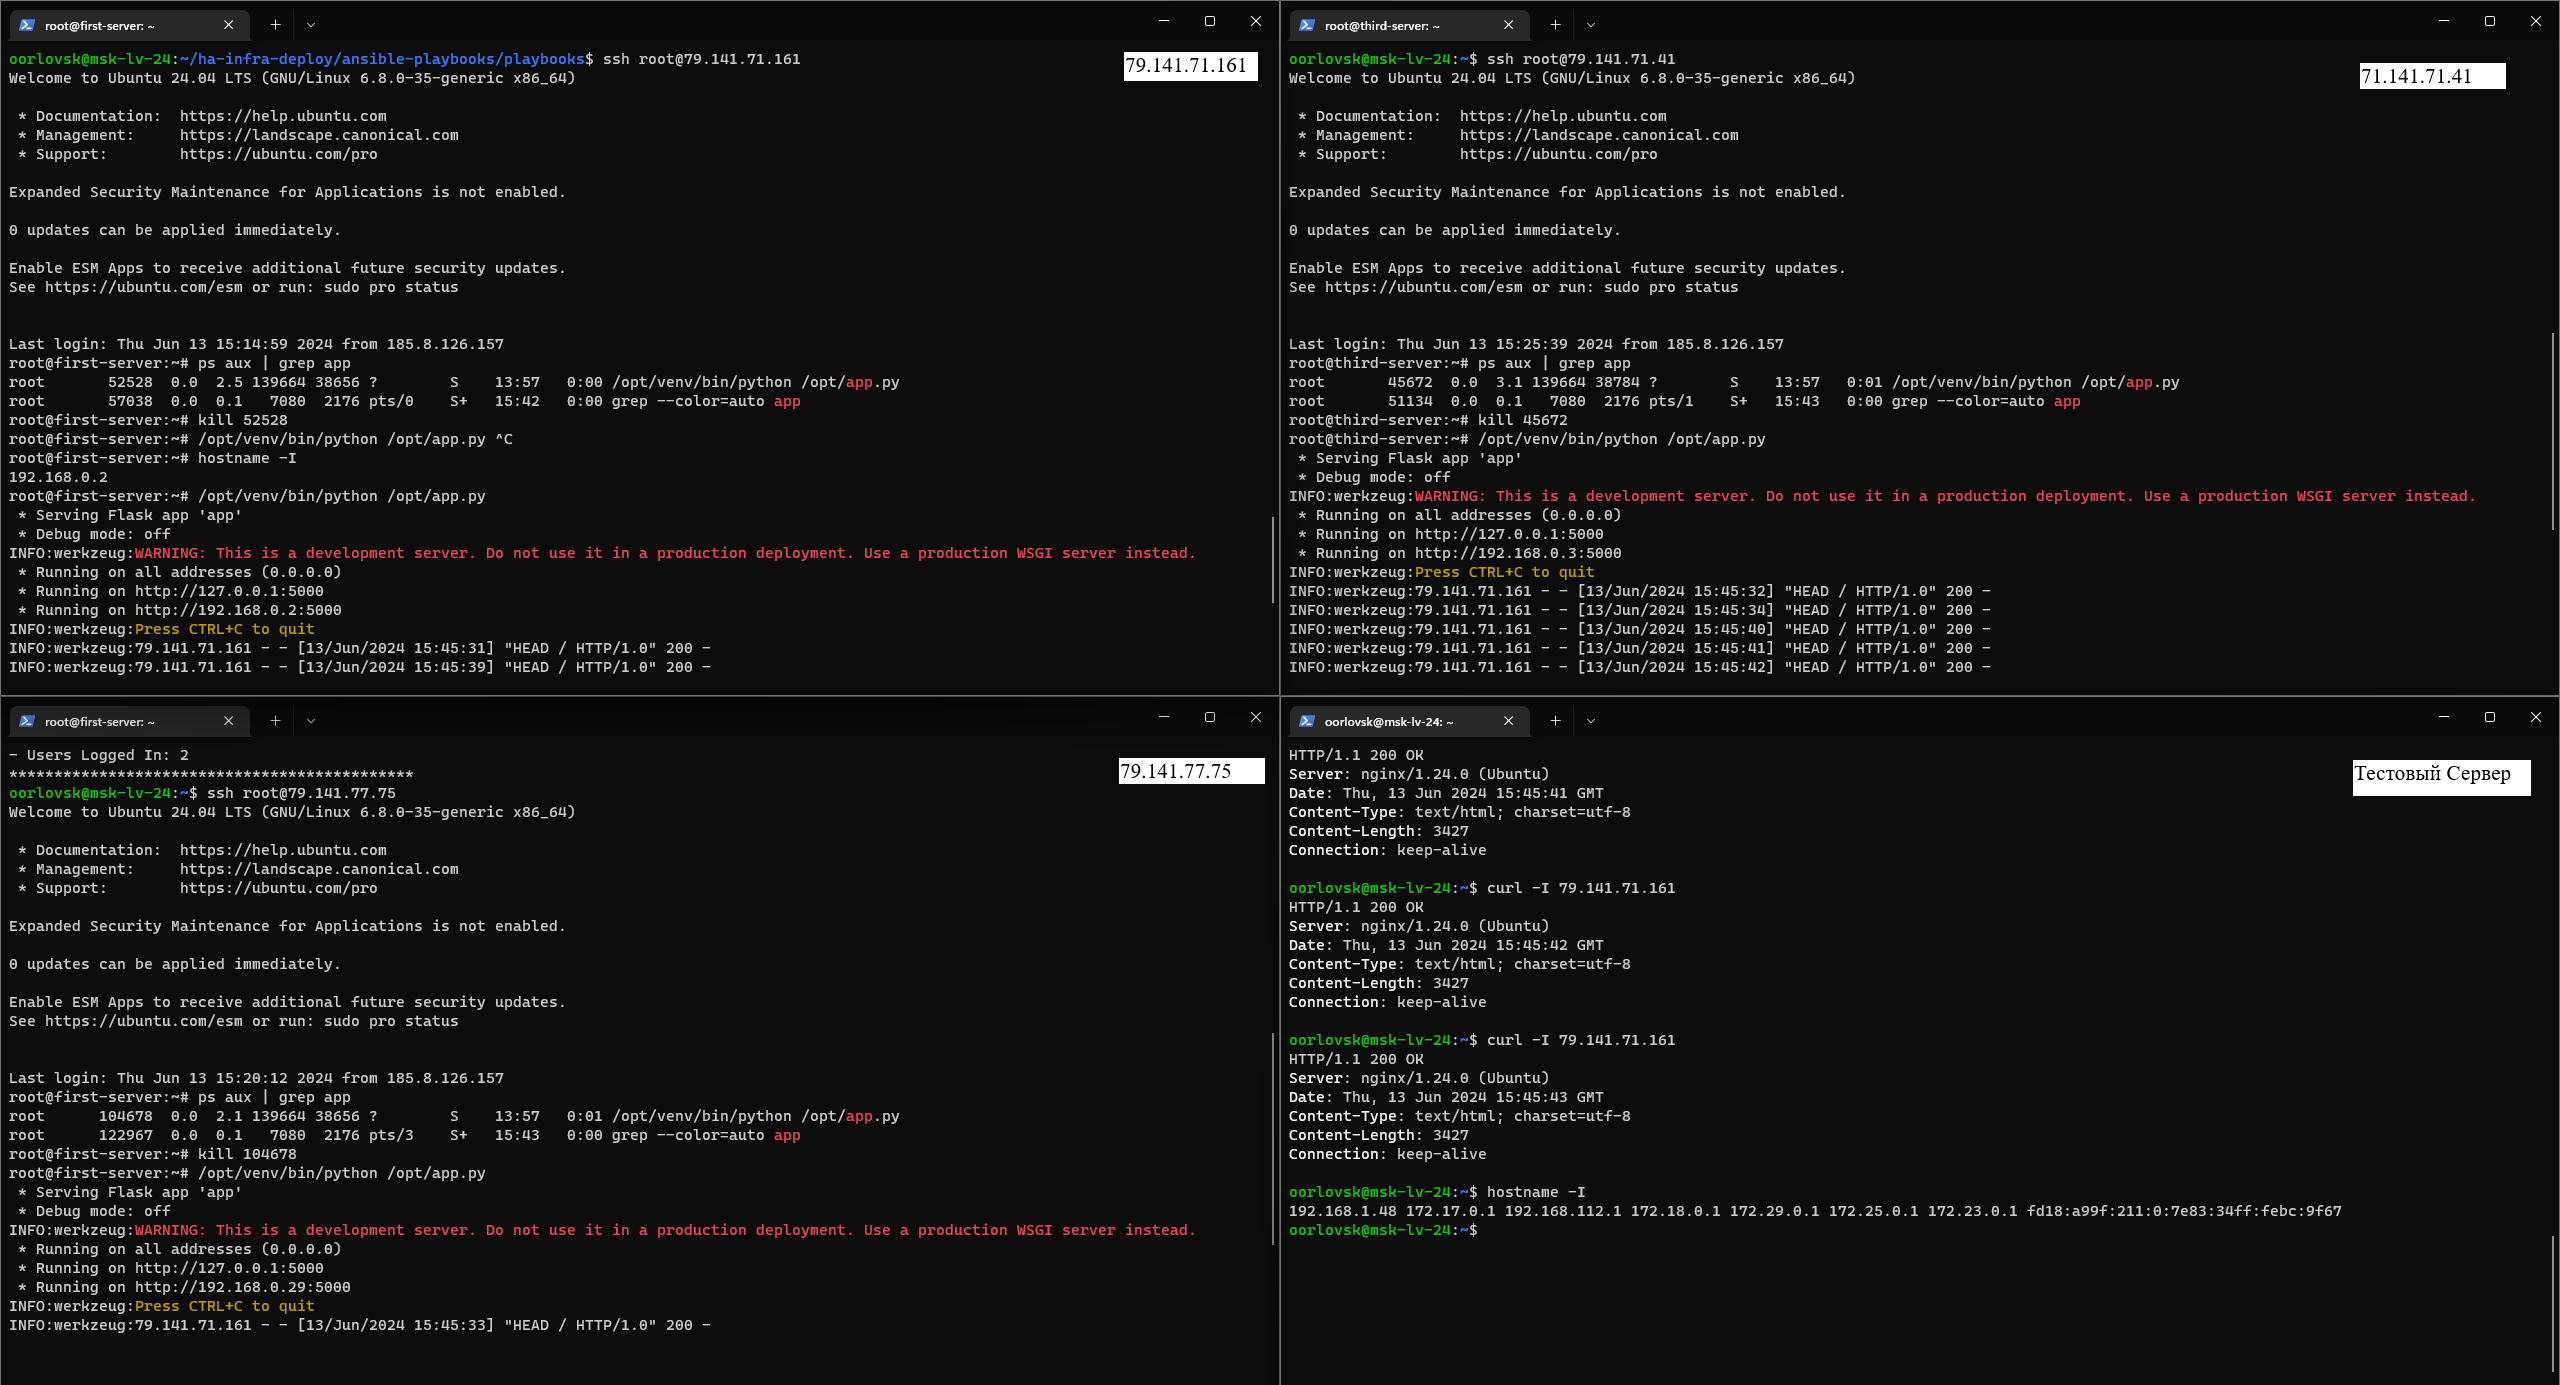 root@first-server: ~
oorlovsk@msk-lv-24:~/ha-infra-deploy/ansible-playbooks/playbooks$ ssh root@79.141.71.161
79.141.71.161
Welcome to Ubuntu 24.04 LTS (GNU/Linux 6.8.0-35-generic x86_64)
* Documentation:  https://help.ubuntu.com
* Management:     https://landscape.canonical.com
* Support:        https://ubuntu.com/pro
Expanded Security Maintenance for Applications is not enabled.
0 updates can be applied immediately.
Enable ESM Apps to receive additional future security updates.
See https://ubuntu.com/esm or run: sudo pro status
Last login: Thu Jun 13 15:14:59 2024 from 185.8.126.157
root@first-server:~# ps aux | grep app
root       52528  0.0  2.5 139664 38656 ?        S    13:57   0:00 /opt/venv/bin/python /opt/app.py
root       57038  0.0  0.1   7080  2176 pts/0    S+   15:42   0:00 grep --color=auto app
root@first-server:~# kill 52528
root@first-server:~# /opt/venv/bin/python /opt/app.py ^C
root@first-server:~# hostname -I
192.168.0.2
root@first-server:~# /opt/venv/bin/python /opt/app.py
* Serving Flask app 'app'
* Debug mode: off
INFO:werkzeug:WARNING: This is a development server. Do not use it in a production deployment. Use a production WSGI server instead.
* Running on all addresses (0.0.0.0)
* Running on http://127.0.0.1:5000
* Running on http://192.168.0.2:5000
INFO:werkzeug:Press CTRL+C to quit
INFO:werkzeug:79.141.71.161 - - [13/Jun/2024 15:45:31] "HEAD / HTTP/1.0" 200 -
INFO:werkzeug:79.141.71.161 - - [13/Jun/2024 15:45:39] "HEAD / HTTP/1.0" 200 -
root@third-server: ~
oorlovsk@msk-lv-24:~$ ssh root@79.141.71.41
71.141.71.41
Welcome to Ubuntu 24.04 LTS (GNU/Linux 6.8.0-35-generic x86_64)
* Documentation:  https://help.ubuntu.com
* Management:     https://landscape.canonical.com
* Support:        https://ubuntu.com/pro
Expanded Security Maintenance for Applications is not enabled.
0 updates can be applied immediately.
Enable ESM Apps to receive additional future security updates.
See https://ubuntu.com/esm or run: sudo pro status
Last login: Thu Jun 13 15:25:39 2024 from 185.8.126.157
root@third-server:~# ps aux | grep app
root       45672  0.0  3.1 139664 38784 ?        S    13:57   0:01 /opt/venv/bin/python /opt/app.py
root       51134  0.0  0.1   7080  2176 pts/1    S+   15:43   0:00 grep --color=auto app
root@third-server:~# kill 45672
root@third-server:~# /opt/venv/bin/python /opt/app.py
* Serving Flask app 'app'
* Debug mode: off
INFO:werkzeug:WARNING: This is a development server. Do not use it in a production deployment. Use a production WSGI server instead.
* Running on all addresses (0.0.0.0)
* Running on http://127.0.0.1:5000
* Running on http://192.168.0.3:5000
INFO:werkzeug:Press CTRL+C to quit
INFO:werkzeug:79.141.71.161 - - [13/Jun/2024 15:45:32] "HEAD / HTTP/1.0" 200 -
INFO:werkzeug:79.141.71.161 - - [13/Jun/2024 15:45:34] "HEAD / HTTP/1.0" 200 -
INFO:werkzeug:79.141.71.161 - - [13/Jun/2024 15:45:40] "HEAD / HTTP/1.0" 200 -
INFO:werkzeug:79.141.71.161 - - [13/Jun/2024 15:45:41] "HEAD / HTTP/1.0" 200 -
INFO:werkzeug:79.141.71.161 - - [13/Jun/2024 15:45:42] "HEAD / HTTP/1.0" 200 -
root@first-server: ~
- Users Logged In: 2
*********************************************
79.141.77.75
oorlovsk@msk-lv-24:~$ ssh root@79.141.77.75
Welcome to Ubuntu 24.04 LTS (GNU/Linux 6.8.0-35-generic x86_64)
* Documentation:  https://help.ubuntu.com
* Management:     https://landscape.canonical.com
* Support:        https://ubuntu.com/pro
Expanded Security Maintenance for Applications is not enabled.
0 updates can be applied immediately.
Enable ESM Apps to receive additional future security updates.
See https://ubuntu.com/esm or run: sudo pro status
Last login: Thu Jun 13 15:20:12 2024 from 185.8.126.157
root@first-server:~# ps aux | grep app
root      104678  0.0  2.1 139664 38656 ?        S    13:57   0:01 /opt/venv/bin/python /opt/app.py
root      122967  0.0  0.1   7080  2176 pts/3    S+   15:43   0:00 grep --color=auto app
root@first-server:~# kill 104678
root@first-server:~# /opt/venv/bin/python /opt/app.py
* Serving Flask app 'app'
* Debug mode: off
INFO:werkzeug:WARNING: This is a development server. Do not use it in a production deployment. Use a production WSGI server instead.
* Running on all addresses (0.0.0.0)
* Running on http://127.0.0.1:5000
* Running on http://192.168.0.29:5000
INFO:werkzeug:Press CTRL+C to quit
INFO:werkzeug:79.141.71.161 - - [13/Jun/2024 15:45:33] "HEAD / HTTP/1.0" 200 -
oorlovsk@msk-lv-24: ~
HTTP/1.1 200 OK
Server: nginx/1.24.0 (Ubuntu)
Тестовый Сервер
Date: Thu, 13 Jun 2024 15:45:41 GMT
Content-Type: text/html; charset=utf-8
Content-Length: 3427
Connection: keep-alive
oorlovsk@msk-lv-24:~$ curl -I 79.141.71.161
HTTP/1.1 200 OK
Server: nginx/1.24.0 (Ubuntu)
Date: Thu, 13 Jun 2024 15:45:42 GMT
Content-Type: text/html; charset=utf-8
Content-Length: 3427
Connection: keep-alive
oorlovsk@msk-lv-24:~$ curl -I 79.141.71.161
HTTP/1.1 200 OK
Server: nginx/1.24.0 (Ubuntu)
Date: Thu, 13 Jun 2024 15:45:43 GMT
Content-Type: text/html; charset=utf-8
Content-Length: 3427
Connection: keep-alive
oorlovsk@msk-lv-24:~$ hostname -I
192.168.1.48 172.17.0.1 192.168.112.1 172.18.0.1 172.29.0.1 172.25.0.1 172.23.0.1 fd18:a99f:211:0:7e83:34ff:febc:9f67
oorlovsk@msk-lv-24:~$